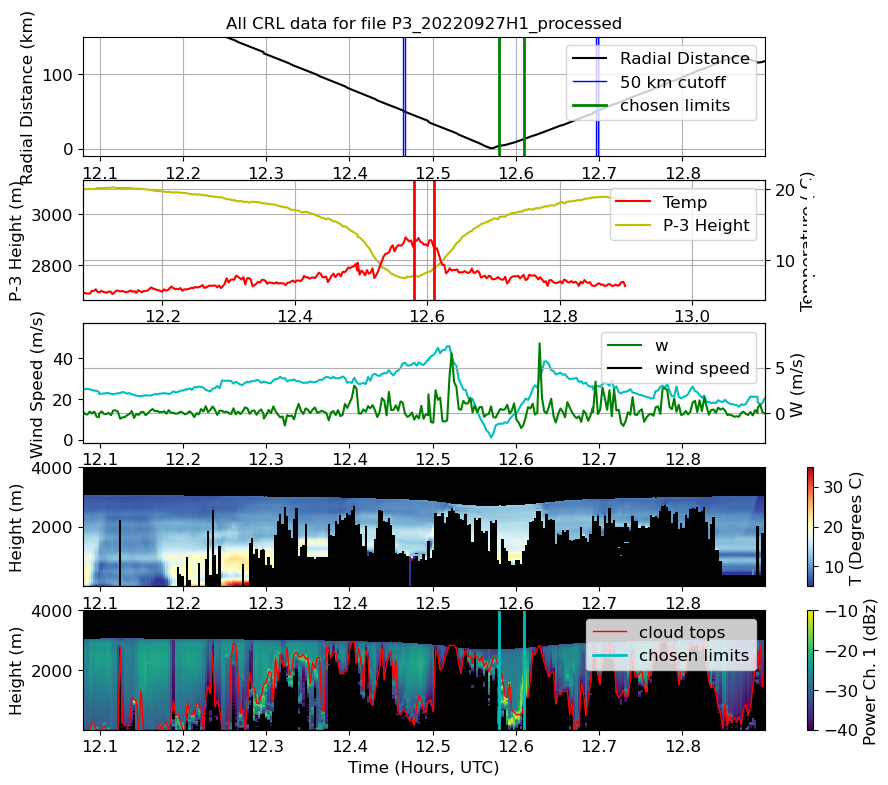 All CRL data for file P3_20220927H1_processed
Radial Distance (km)
100
0
Radial Distance
50 km cutoff
chosen limits
12.1 12.2 12.3 12.4 12.5 12.6 12.7 12.8
P-3 Height (m)
3000
2800
Temp
P-3 Height
20
10
Temperature ( C)
12.2 12.4 12.6 12.8 13.0
Wind Speed (m/s)
40
20
0
w
wind speed
5
0
W (m/s)
12.1 12.2 12.3 12.4 12.5 12.6 12.7 12.8
Height (m)
4000
2000
30
20
10
T (Degrees C)
12.1 12.2 12.3 12.4 12.5 12.6 12.7 12.8
Height (m)
4000
2000
cloud tops
chosen limits
−10
−20
−30
−40
Power Ch. 1 (dBz)
12.1 12.2 12.3 12.4 12.5 12.6 12.7 12.8
Time (Hours, UTC)